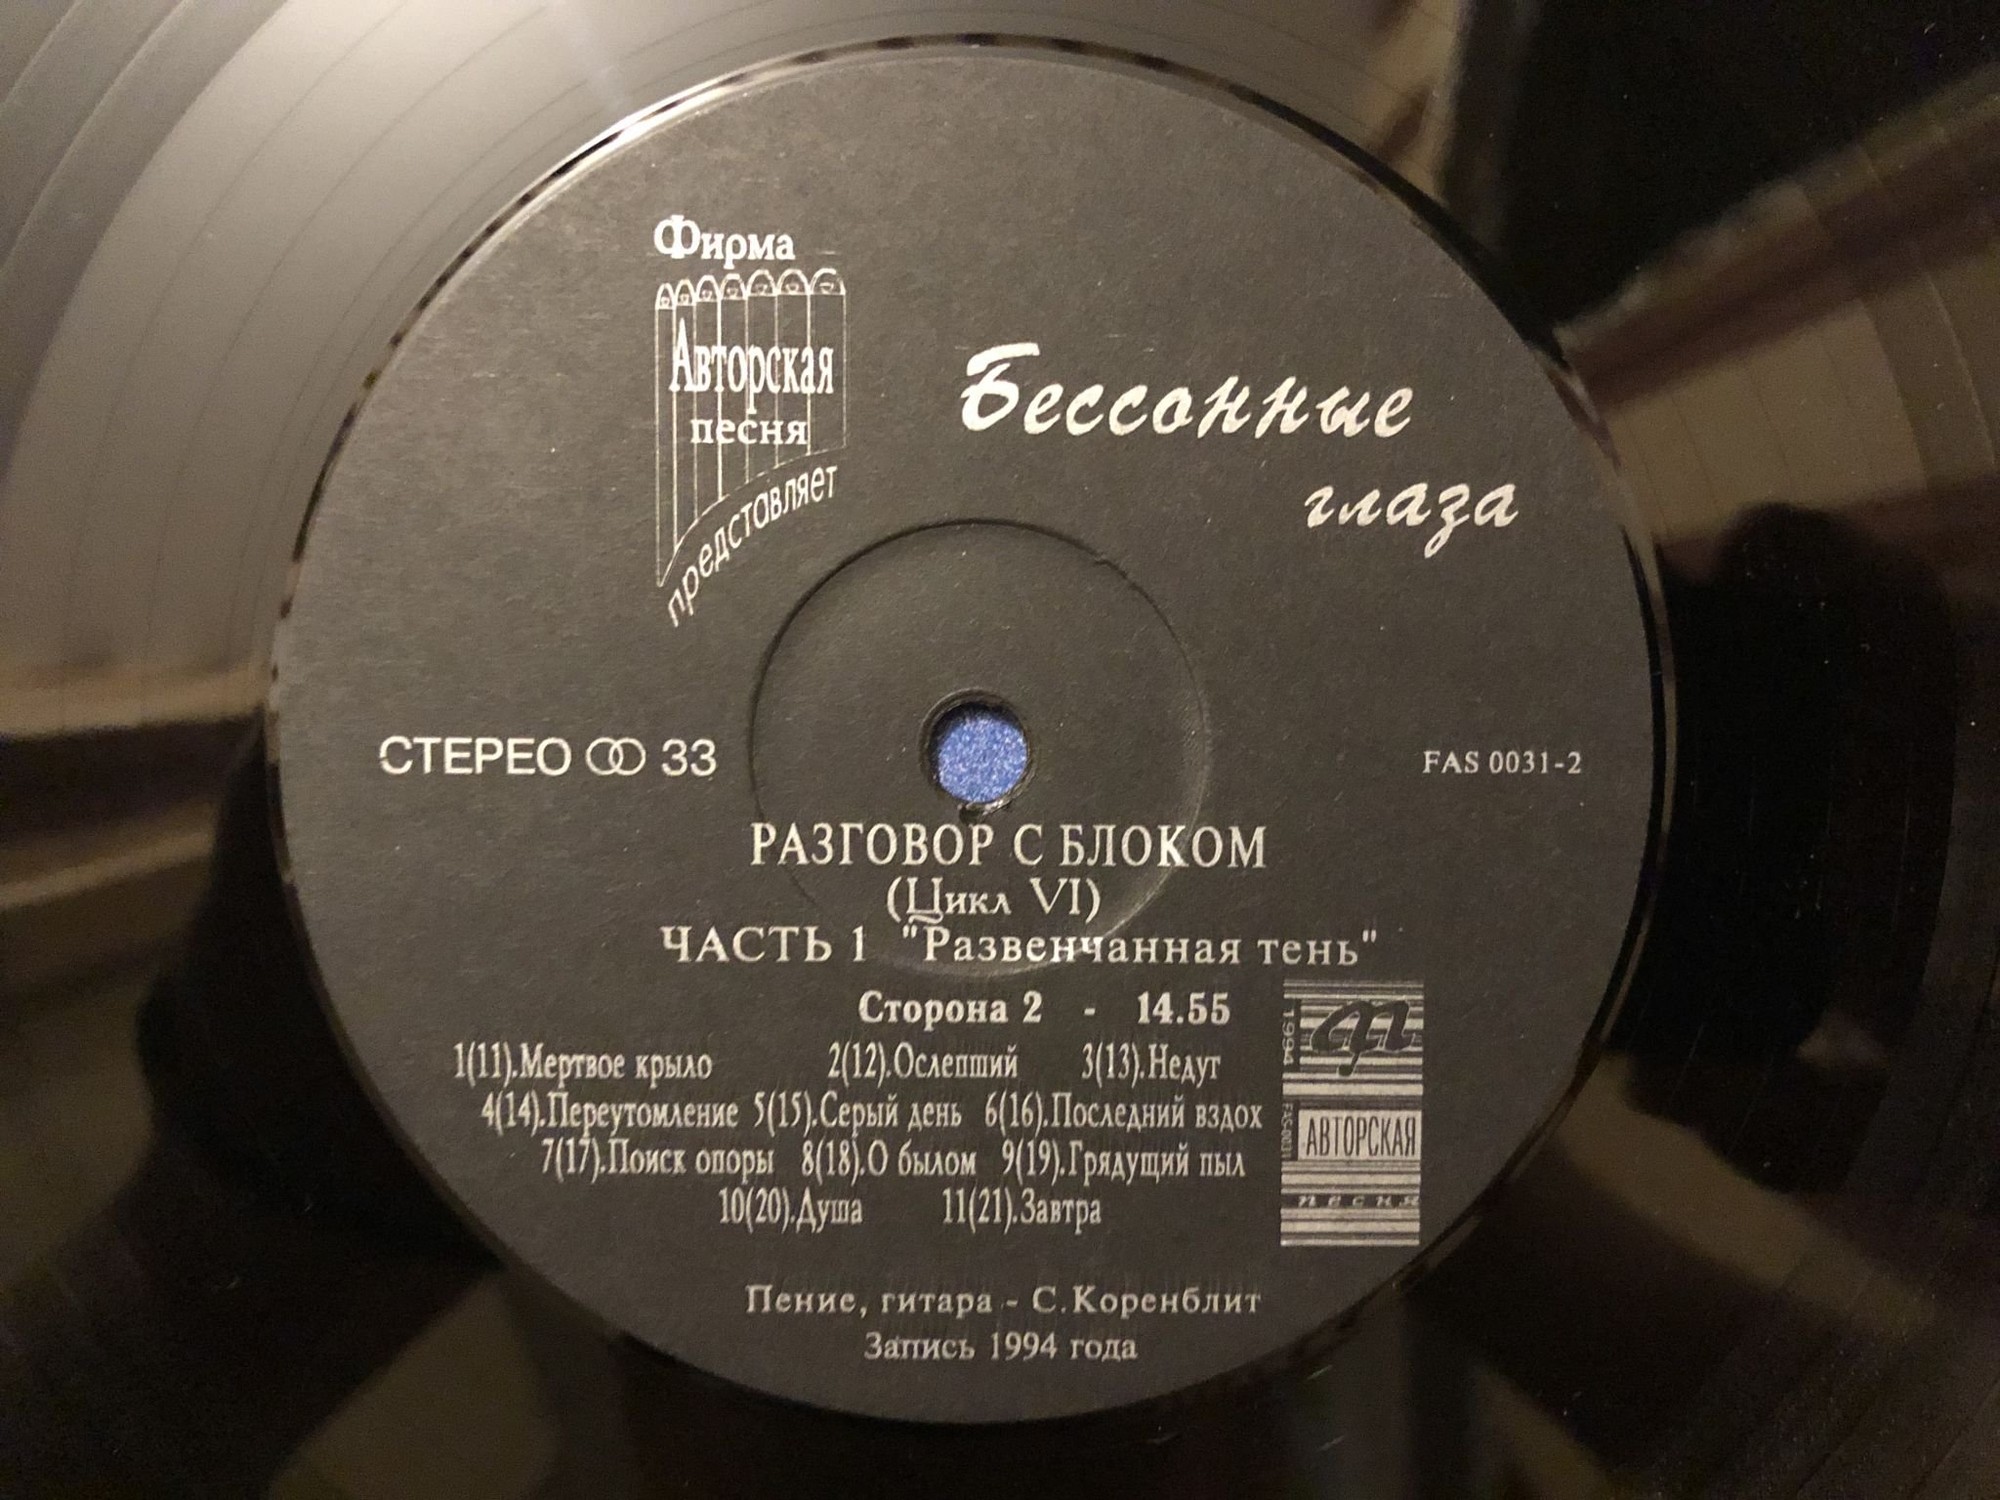 Фирма
Авторская
песня
представляет
Бессонные
глаза
СТЕРЕО 33
FAS 0031-2
РАЗГОВОР С БЛОКОМ
(Цикл VI)
ЧАСТЬ 1 "Развенчанная тень"
Сторона 2 - 14.55
1(11).Мертвое крыло 2(12).Ослепший 3(13).Недуг
4(14).Переутомление 5(15).Серый день 6(16).Последний вздох
7(17).Поиск опоры 8(18).О былом 9(19).Грядущий пыл
10(20).Душа 11(21).Завтра
1994
FAS-0031
АВТОРСКАЯ
песня
Пение, гитара - С.Коренблит
Запись 1994 года